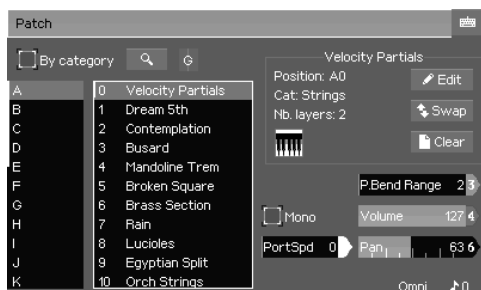 Patch
By category
G
Velocity Partials
Position: A0
Cat: Strings
Nb. layers: 2
Edit
Swap
Clear
A
B
C
D
E
F
G
H
I
J
K
0 Velocity Partials
1 Dream 5th
2 Contemplation
3 Busard
4 Mandoline Trem
5 Broken Square
6 Brass Section
7 Rain
8 Lucioles
9 Egyptian Split
10 Orch Strings
P.Bend Range 2 3
Mono
Volume 127 4
PortSpd 0
Pan 63 6
Omni 0